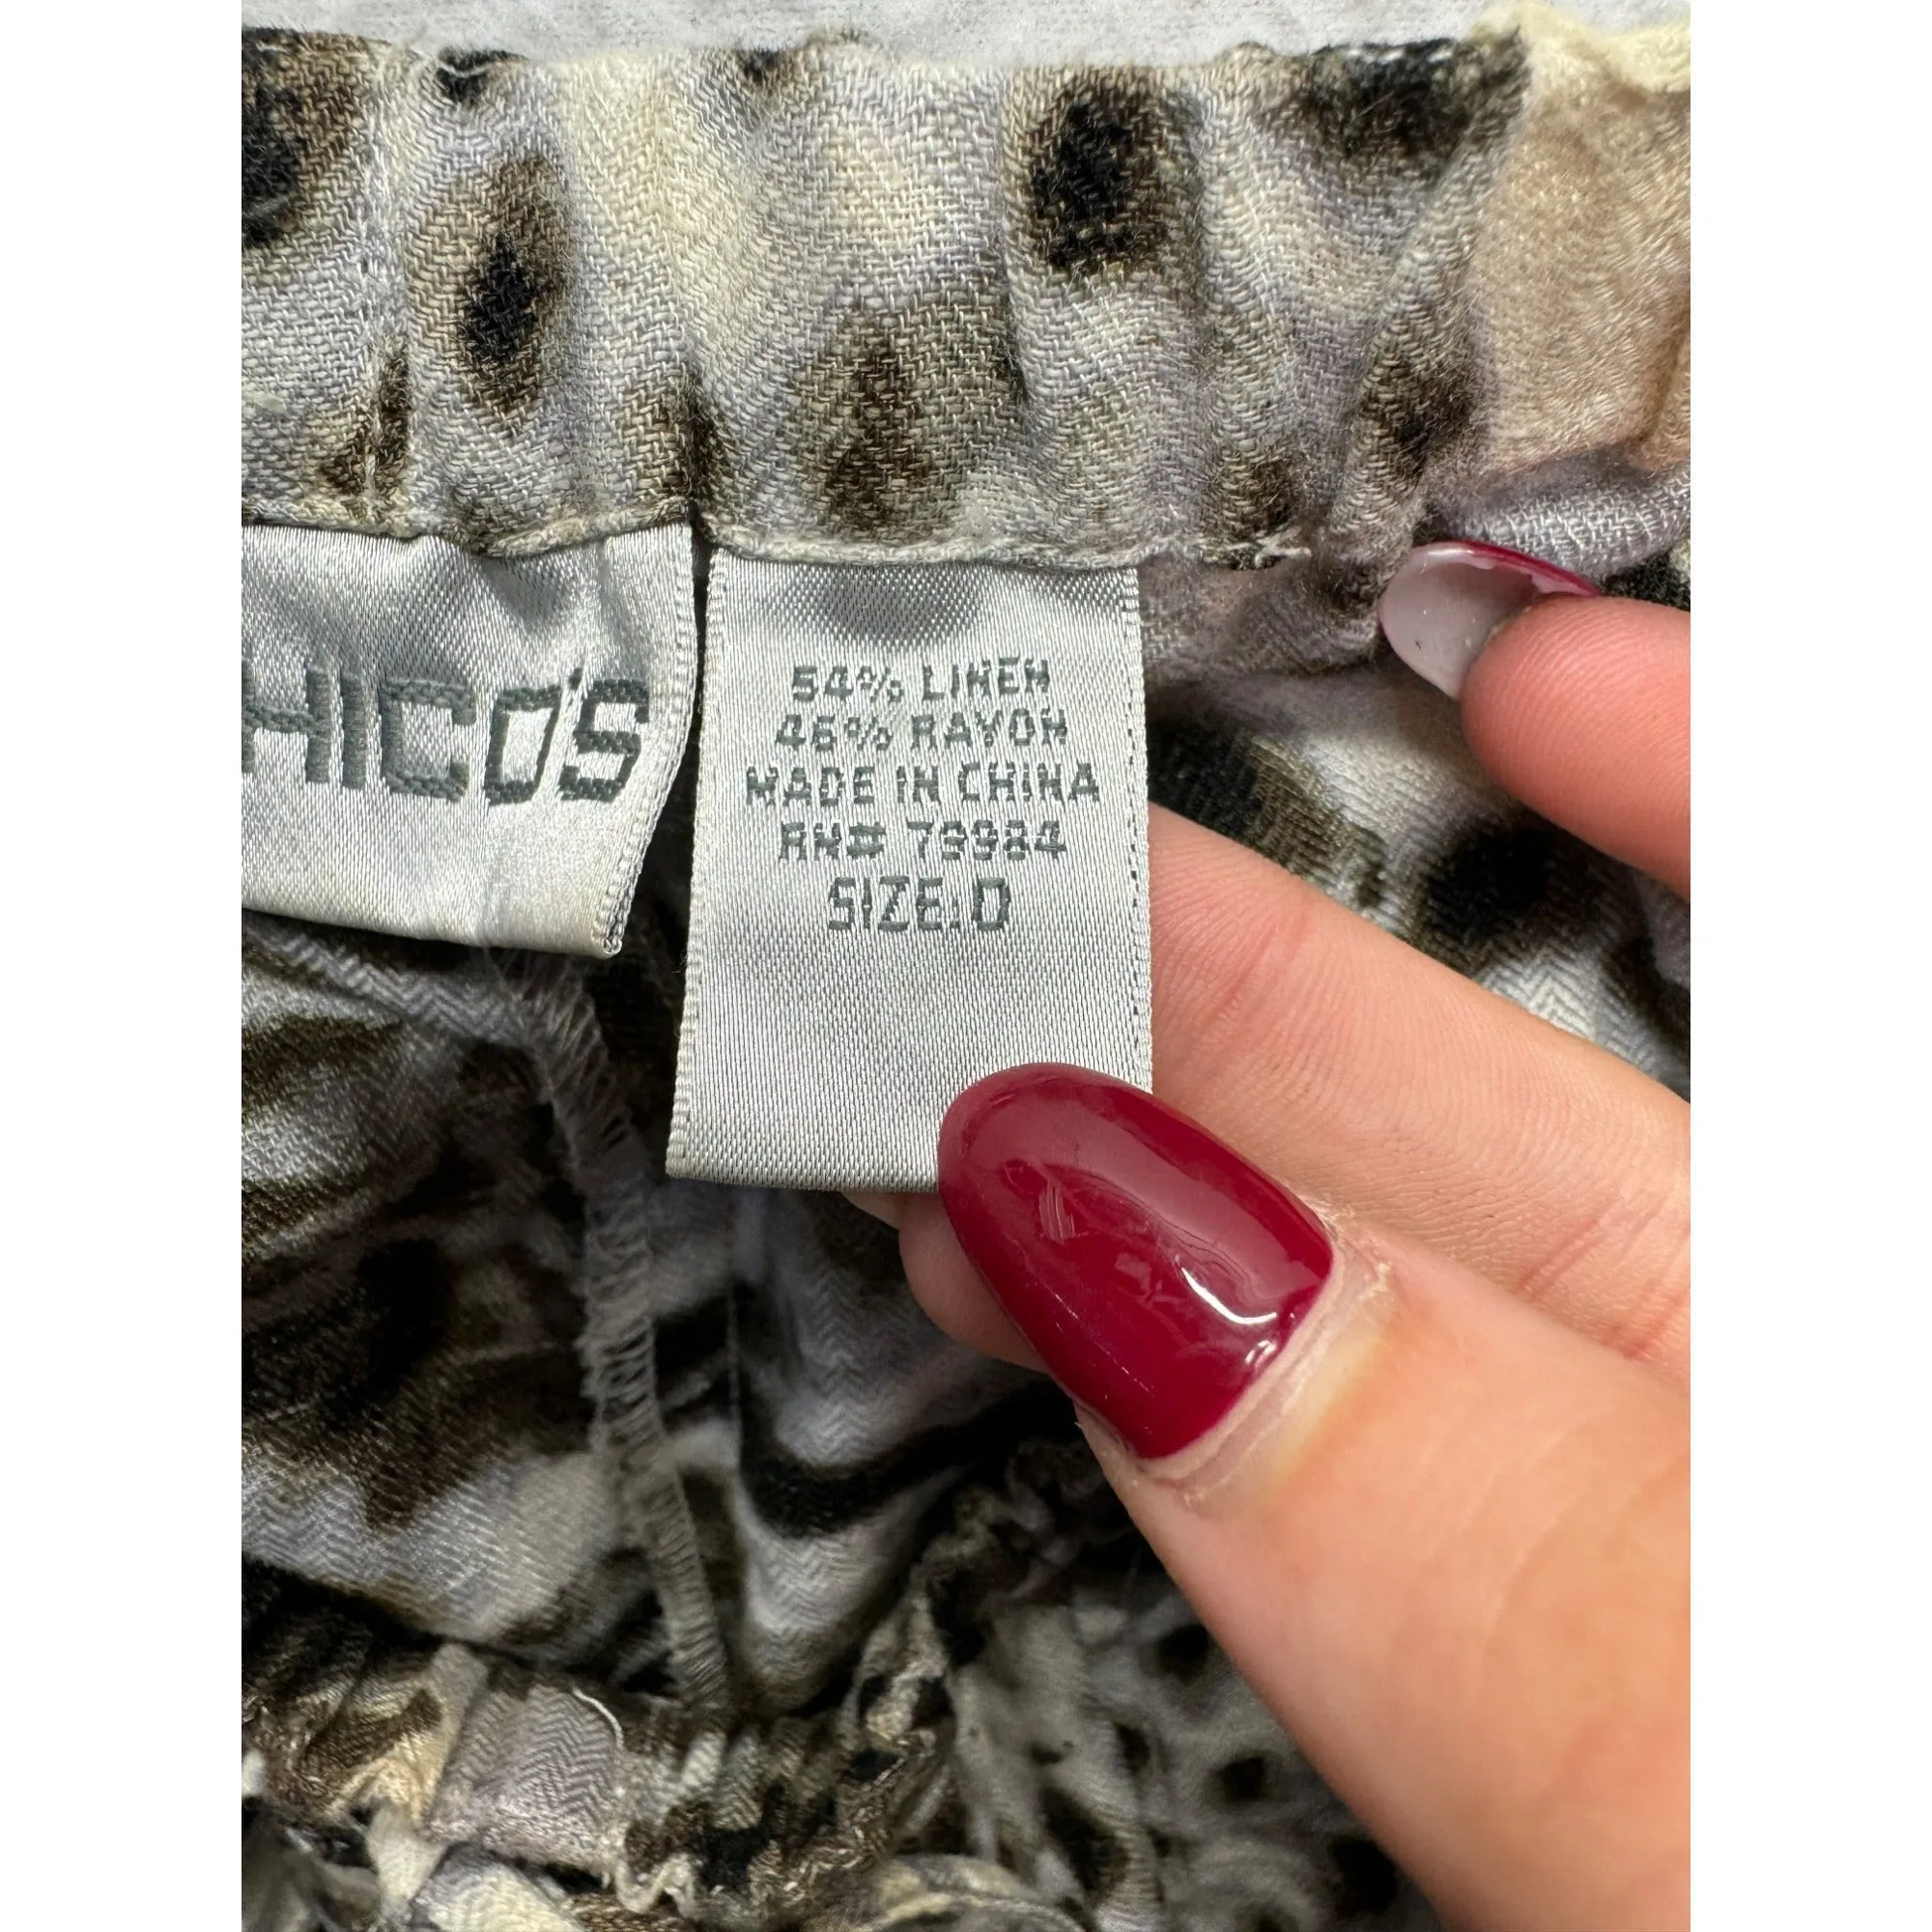 HICO'S
54% LINEN
46% RAYON
MADE IN CHINA
RN# 79984
SIZE:0